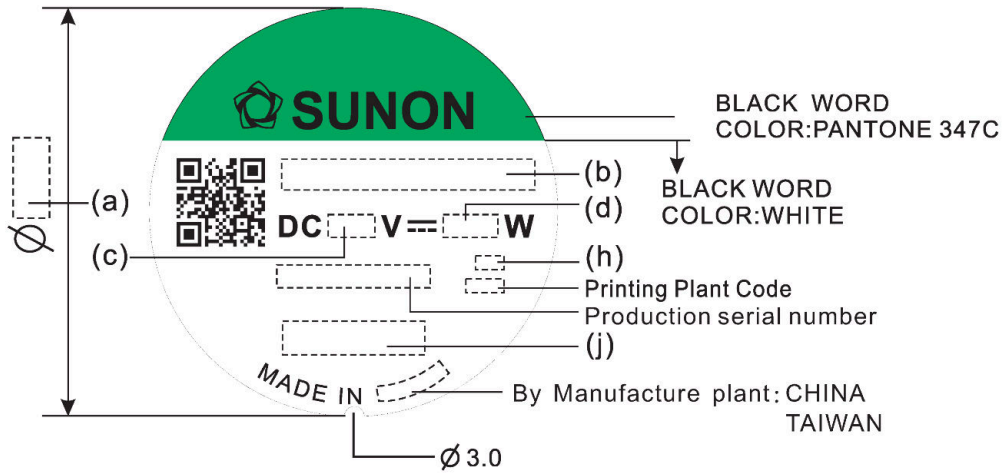 SUNON
BLACK WORD
COLOR:PANTONE 347C
(b)
BLACK WORD
COLOR:WHITE
(a)
Ø
DC V⎓ W
(d)
(c)
(h)
Printing Plant Code
Production serial number
(j)
MADE IN
By Manufacture plant: CHINA
TAIWAN
Ø 3.0